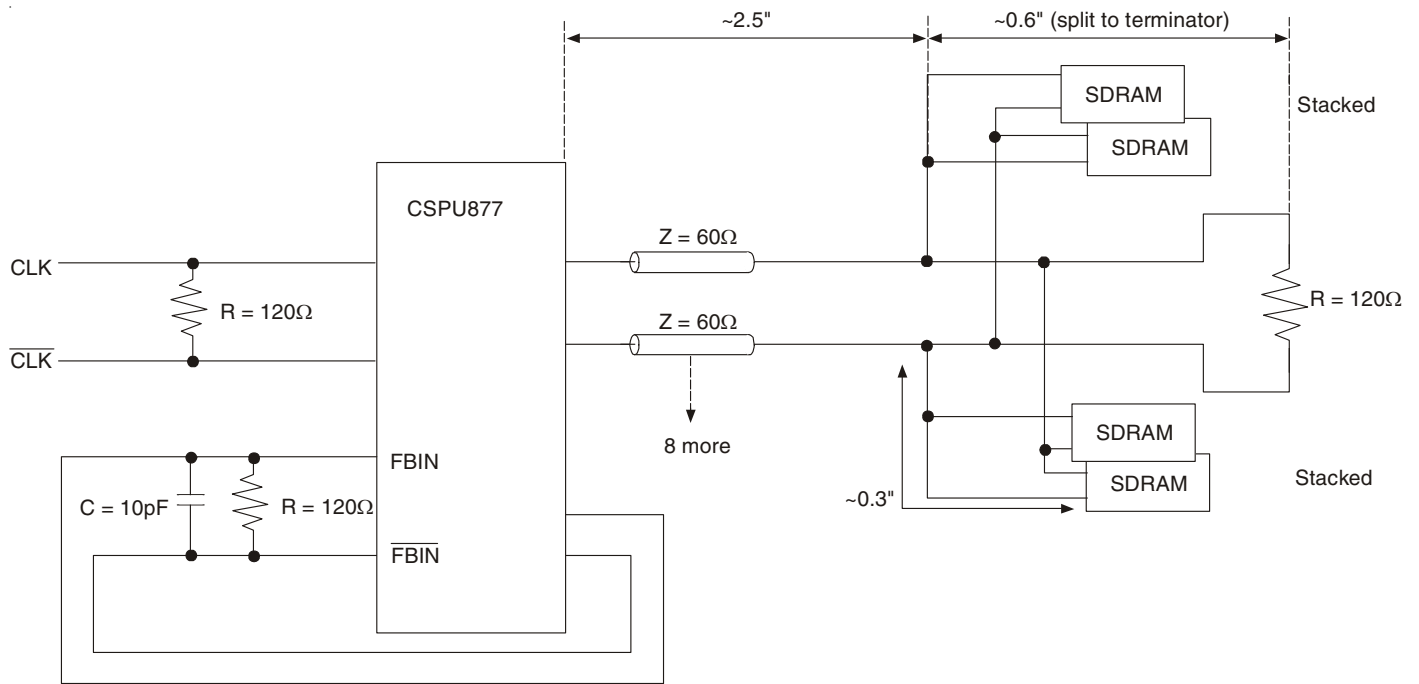 ~2.5"
~0.6" (split to terminator)
SDRAM
Stacked
SDRAM
CSPU877
Z = 60Ω
CLK
R = 120Ω
R = 120Ω
Z = 60Ω
CLK
8 more
SDRAM
FBIN
Stacked
SDRAM
~0.3"
C = 10pF
R = 120Ω
FBIN